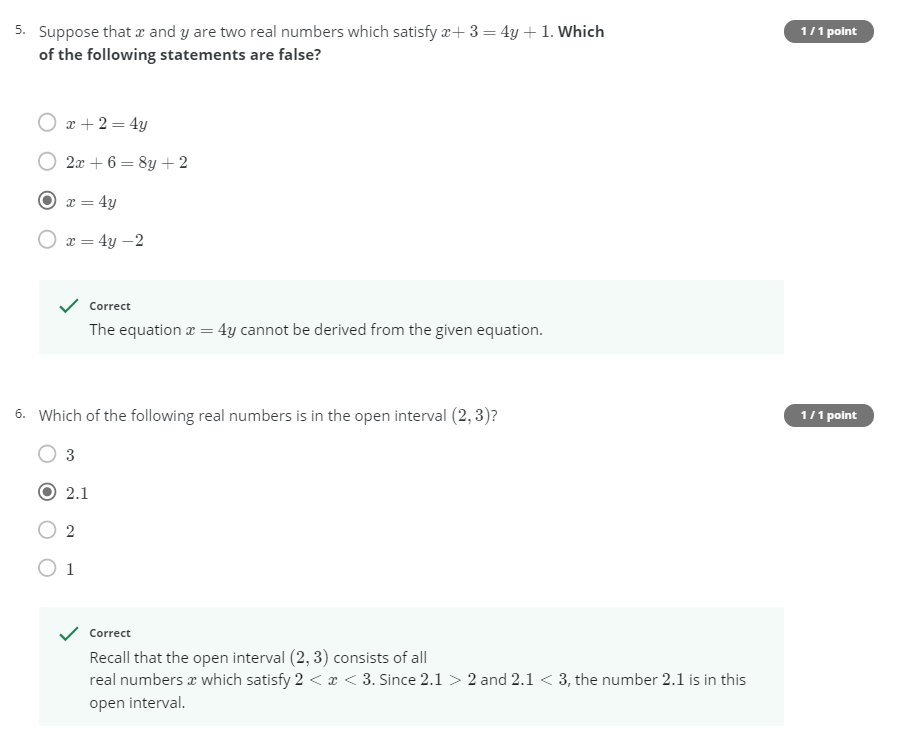 5. Suppose that x and y are two real numbers which satisfy x+ 3 = 4y + 1. Which 1 / 1 point
of the following statements are false?
x + 2 = 4y
2x + 6 = 8y + 2
x = 4y
x = 4y −2
Correct
The equation x = 4y cannot be derived from the given equation.
6. Which of the following real numbers is in the open interval (2, 3)? 1 / 1 point
3
2.1
2
1
Correct
Recall that the open interval (2, 3) consists of all
real numbers x which satisfy 2 < x < 3. Since 2.1 > 2 and 2.1 < 3, the number 2.1 is in this
open interval.